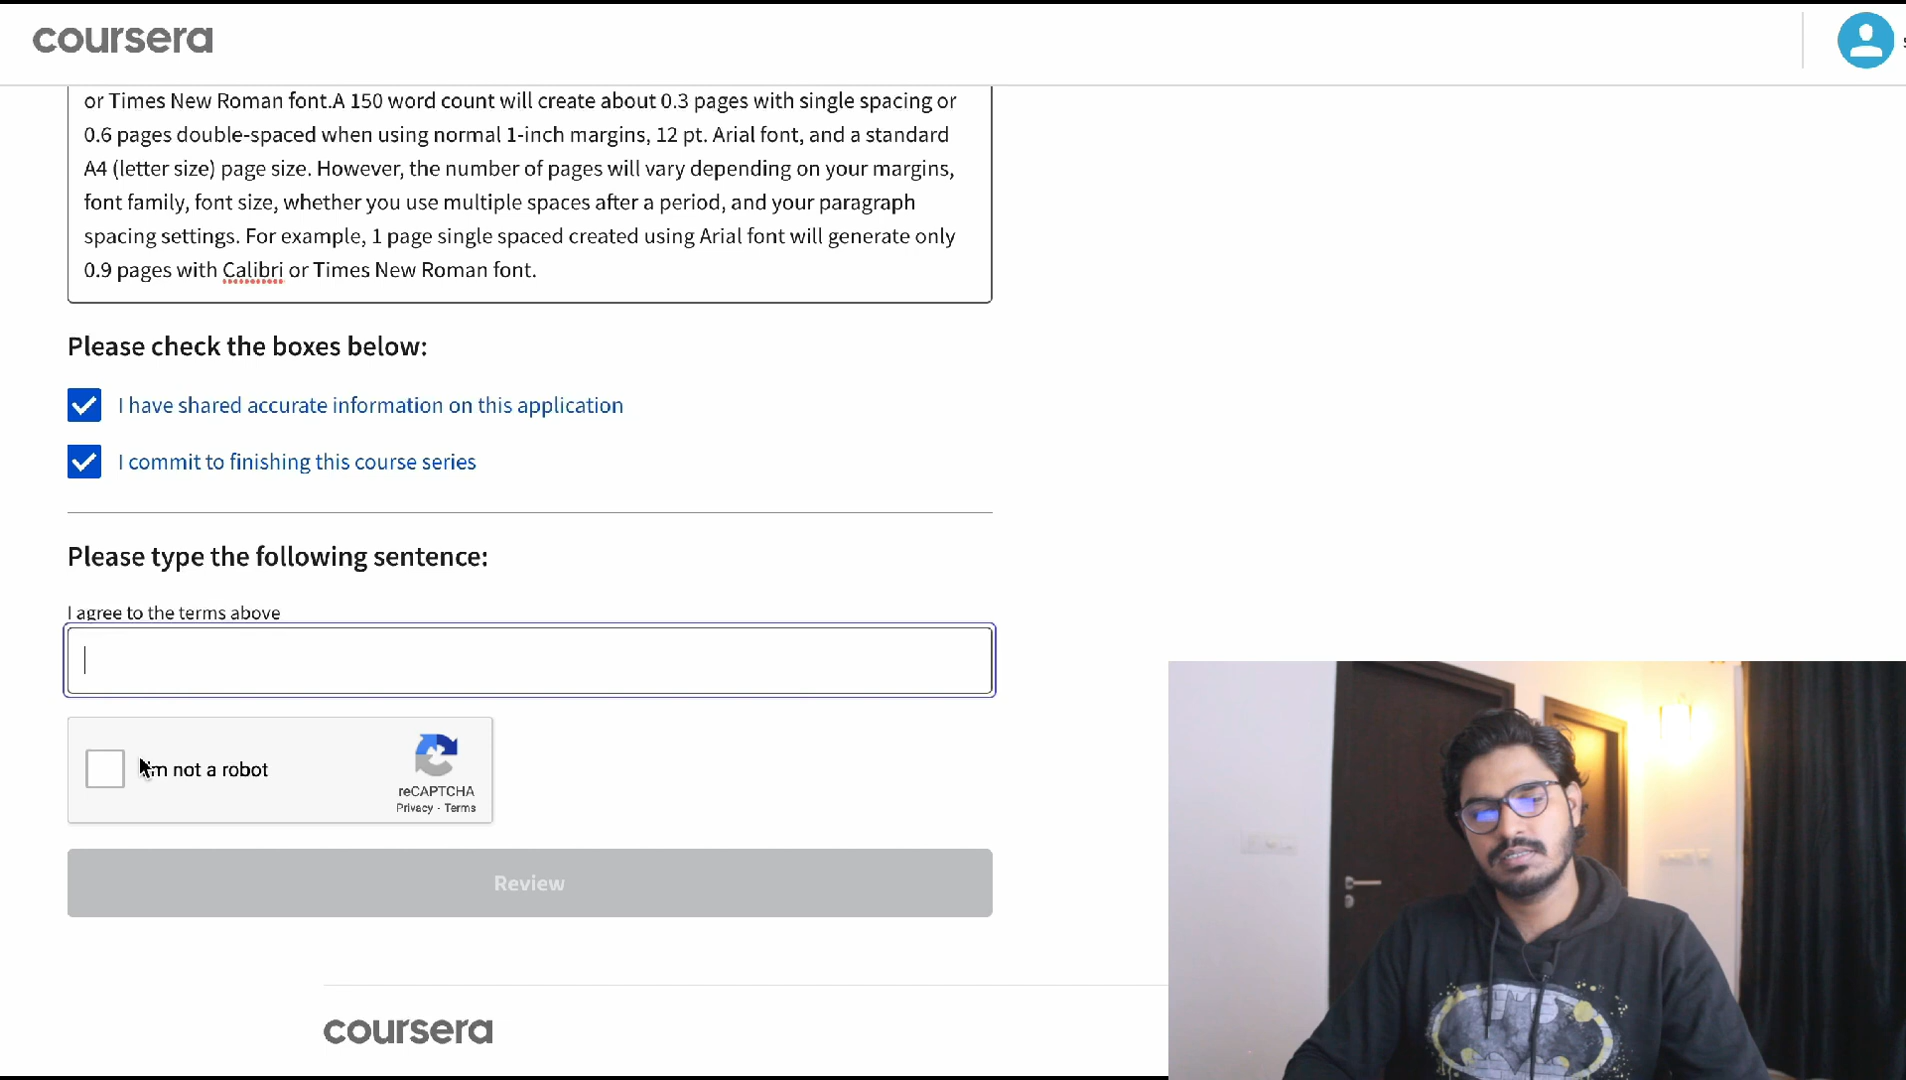 coursera
or Times New Roman font.A 150 word count will create about 0.3 pages with single spacing or
0.6 pages double-spaced when using normal 1-inch margins, 12 pt. Arial font, and a standard
A4 (letter size) page size. However, the number of pages will vary depending on your margins,
font family, font size, whether you use multiple spaces after a period, and your paragraph
spacing settings. For example, 1 page single spaced created using Arial font will generate only
0.9 pages with Calibri or Times New Roman font.
Please check the boxes below:
I have shared accurate information on this application
I commit to finishing this course series
Please type the following sentence:
I agree to the terms above
I'm not a robot
reCAPTCHA
Privacy - Terms
Review
coursera